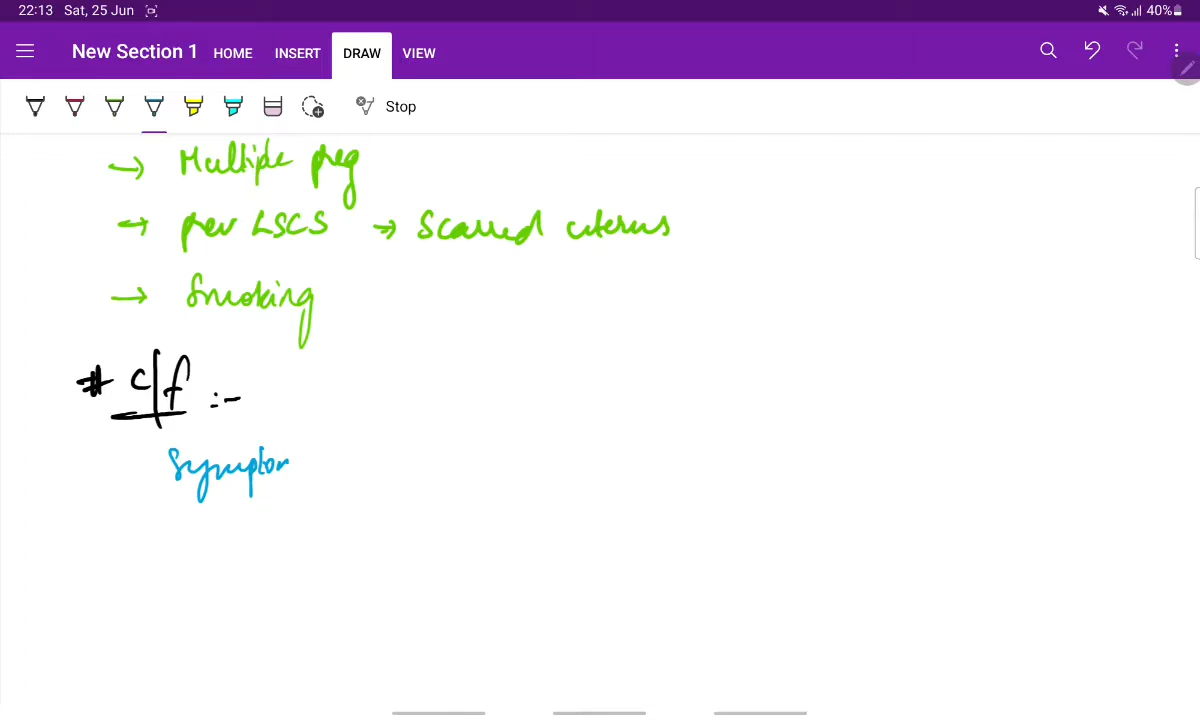 22:13 Sat, 25 Jun 40%
New Section 1 HOME INSERT DRAW VIEW
Stop
→ Multiple preg
→ prev LSCS → Scarred uterus
→ Smoking
# c/f :-
Symptom